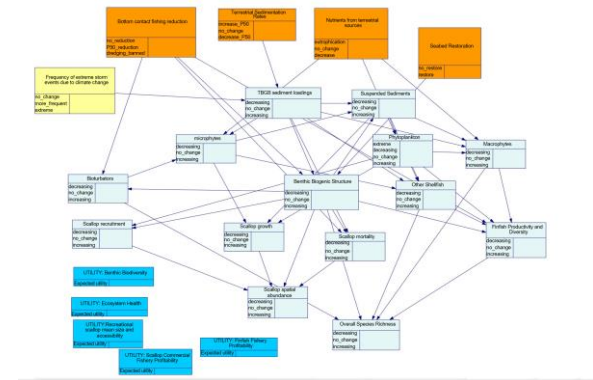 Bottom contact fishing reduction
no_reduction
P50_reduction
dredging_banned
Terrestrial Sedimentation
Rates
increase_P50
no_change
decrease_P50
Nutrients from terrestrial
sources
eutrophication
no_change
decrease
Seabed Restoration
no_restore
restore
Frequency of extreme storm
events due to climate change
no_change
more_frequent
extreme
TBGB sediment loadings
decreasing
no_change
increasing
Suspended Sediments
decreasing
no_change
increasing
microphytes
decreasing
no_change
increasing
Phytoplankton
extreme
decreasing
no_change
increasing
Macrophytes
decreasing
no_change
increasing
Bioturbators
decreasing
no_change
increasing
Benthic Biogenic Structure
decreasing
no_change
increasing
Other Shellfish
decreasing
no_change
increasing
Scallop recruitment
decreasing
no_change
increasing
Scallop growth
decreasing
no_change
increasing
Scallop mortality
decreasing
no_change
increasing
Finfish Productivity and
Diversity
decreasing
no_change
increasing
Scallop spatial
abundance
decreasing
no_change
increasing
Overall Species Richness
decreasing
no_change
increasing
UTILITY: Benthic Biodiversity
Expected utility
UTILITY: Ecosystem Health
Expected utility
UTILITY:Recreational
scallop mean size and
accessibility
Expected utility
UTILITY: Scallop Commercial
Fishery Profitability
Expected utility
UTILITY: Finfish Fishery
Profitability
Expected utility